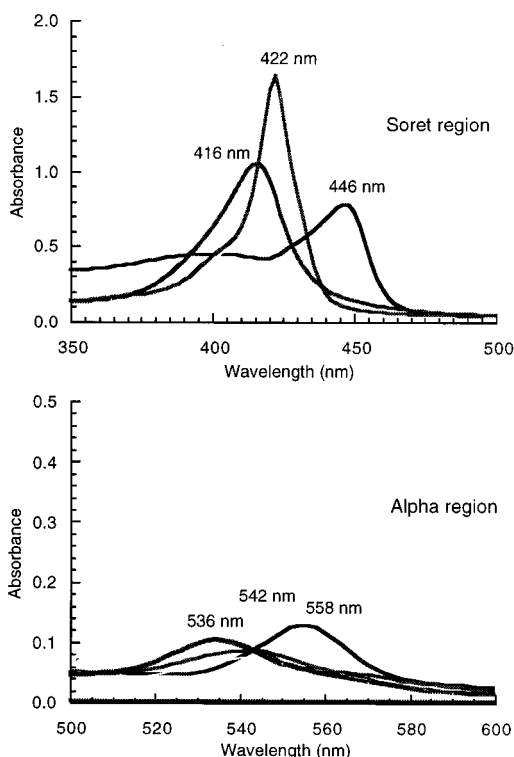 2.0
422 nm
1.5
Soret region
416 nm
Absorbance
1.0
446 nm
0.5
0.0
350 400 450 500
Wavelength (nm)
0.5
0.4
Alpha region
0.3
Absorbance
0.2
542 nm
558 nm
536 nm
0.1
0.0
500 520 540 560 580 600
Wavelength (nm)